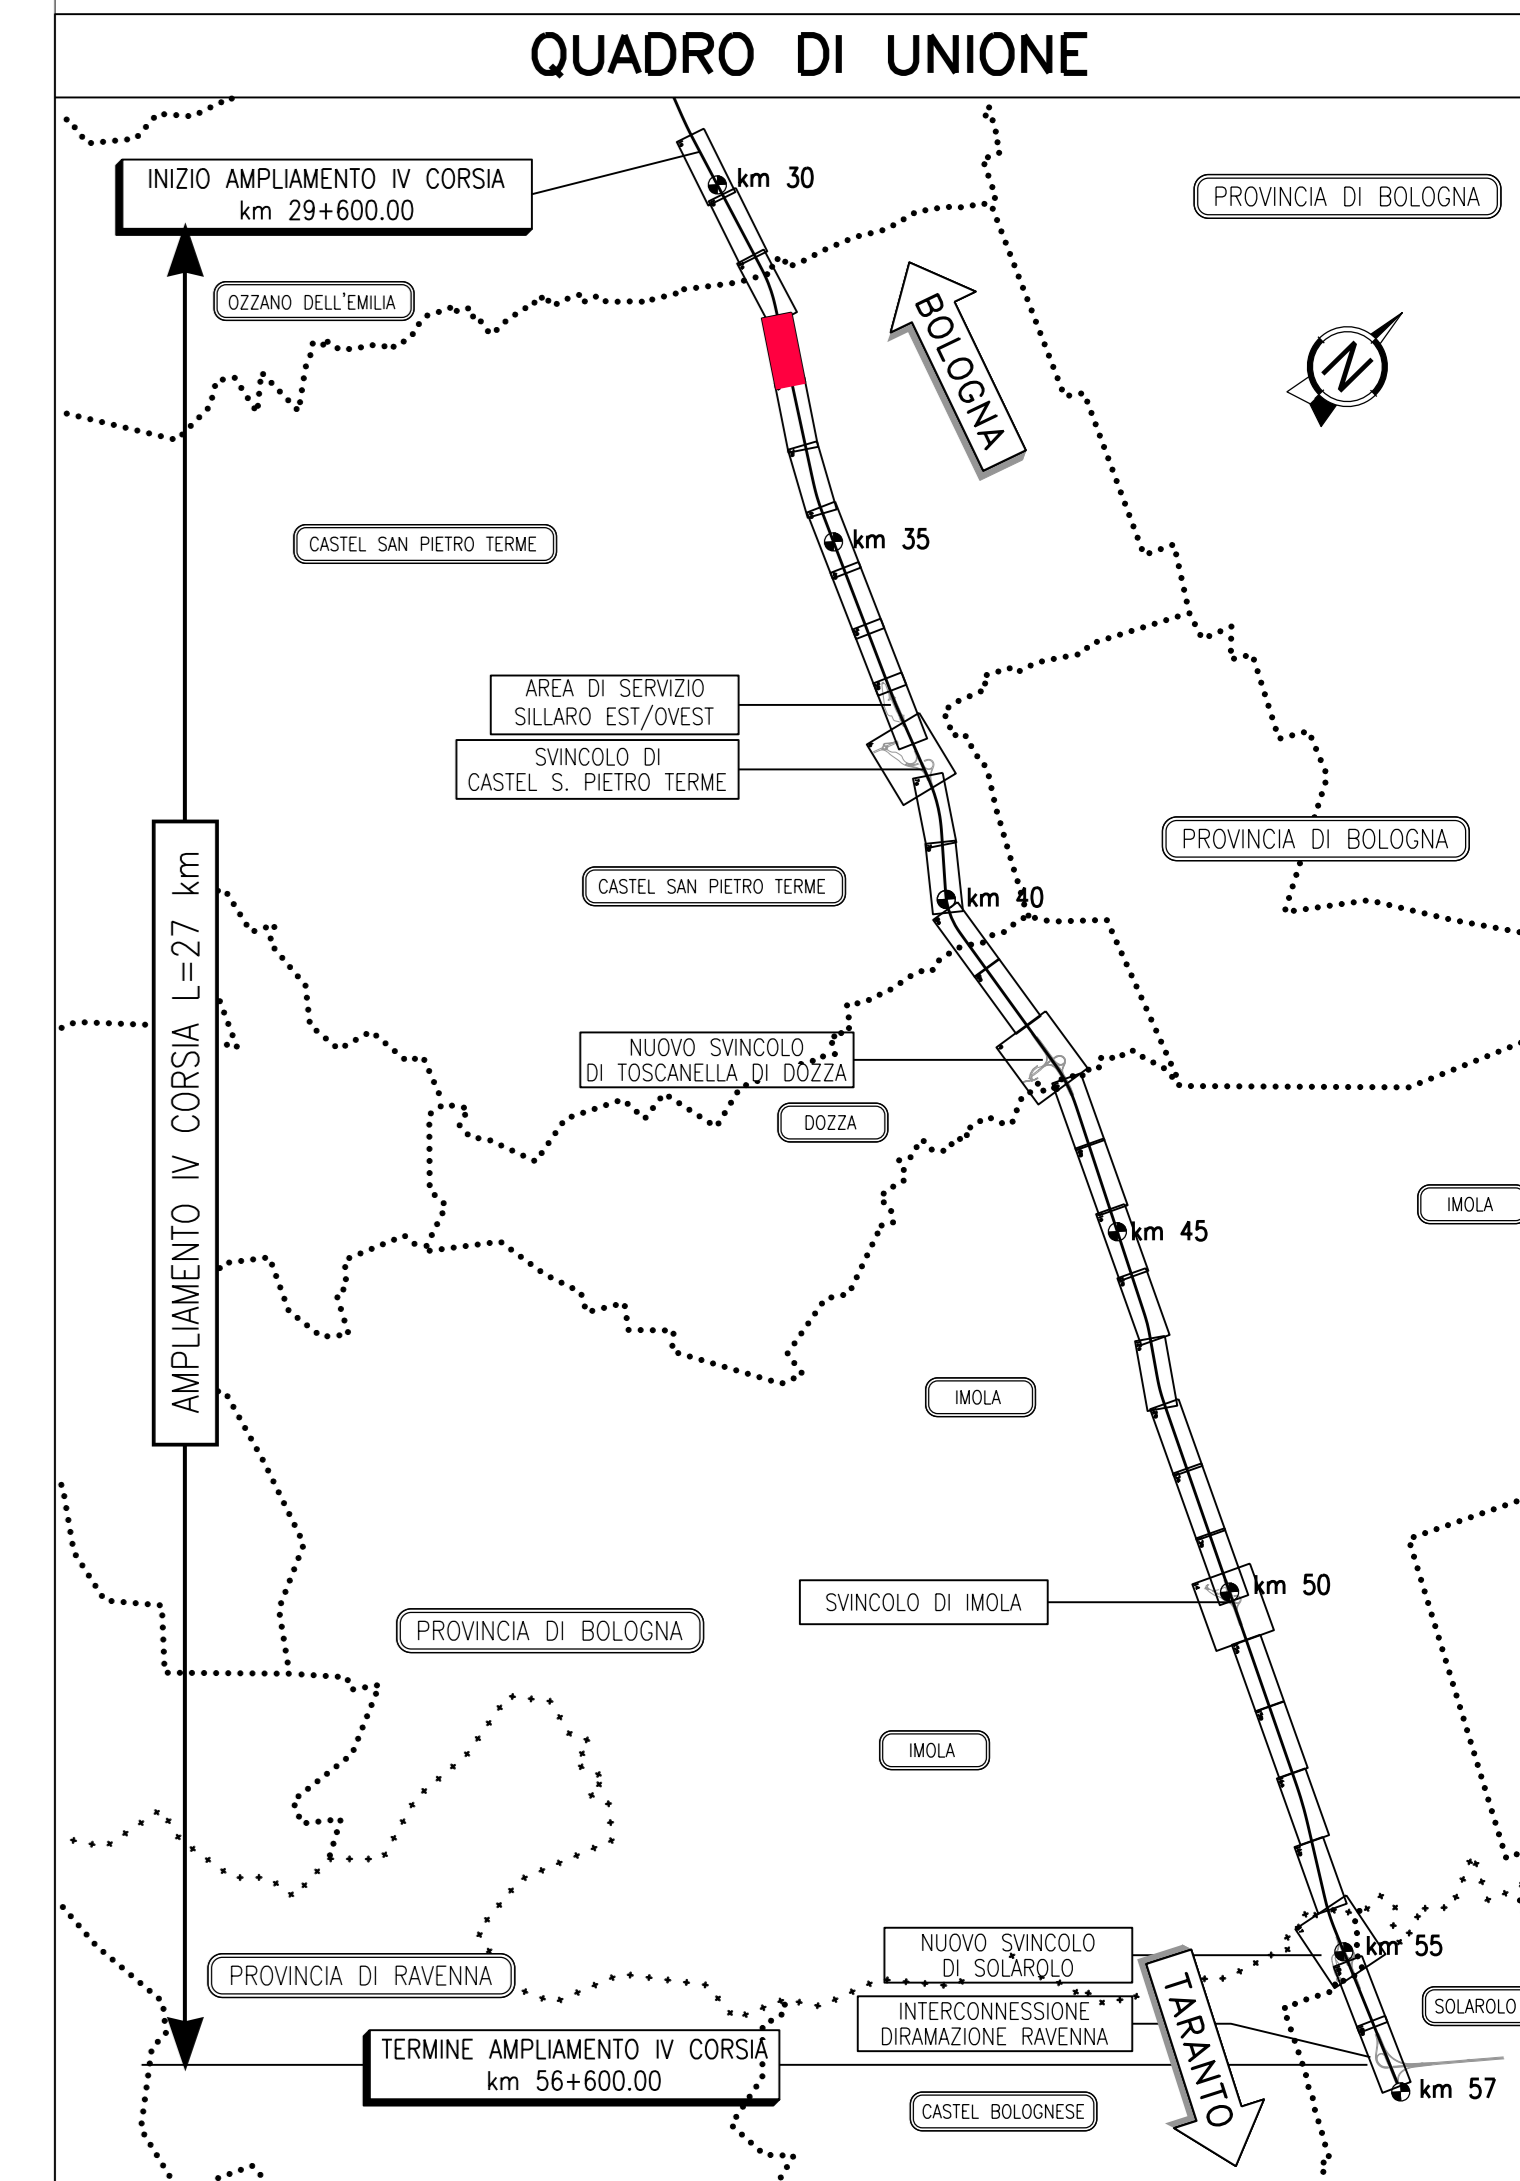 QUADRO DI UNIONE
INIZIO AMPLIAMENTO IV CORSIA
km 29+600.00
km 30
PROVINCIA DI BOLOGNA
OZZANO DELL'EMILIA
BOLOGNA
N
CASTEL SAN PIETRO TERME
km 35
AREA DI SERVIZIO
SILLARO EST/OVEST
SVINCOLO DI
CASTEL S. PIETRO TERME
PROVINCIA DI BOLOGNA
CASTEL SAN PIETRO TERME
km 40
AMPLIAMENTO IV CORSIA L=27 km
NUOVO SVINCOLO
DI TOSCANELLA DI DOZZA
DOZZA
IMOLA
km 45
IMOLA
km 50
SVINCOLO DI IMOLA
PROVINCIA DI BOLOGNA
IMOLA
NUOVO SVINCOLO
DI SOLAROLO
km 55
PROVINCIA DI RAVENNA
INTERCONNESSIONE
DIRAMAZIONE RAVENNA
SOLAROLO
TARANTO
TERMINE AMPLIAMENTO IV CORSIA
km 56+600.00
km 57
CASTEL BOLOGNESE